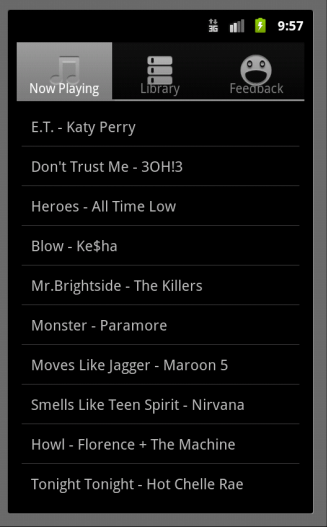 3G 9:57
Now Playing Library Feedback
E.T. - Katy Perry
Don't Trust Me - 3OH!3
Heroes - All Time Low
Blow - Ke$ha
Mr.Brightside - The Killers
Monster - Paramore
Moves Like Jagger - Maroon 5
Smells Like Teen Spirit - Nirvana
Howl - Florence + The Machine
Tonight Tonight - Hot Chelle Rae